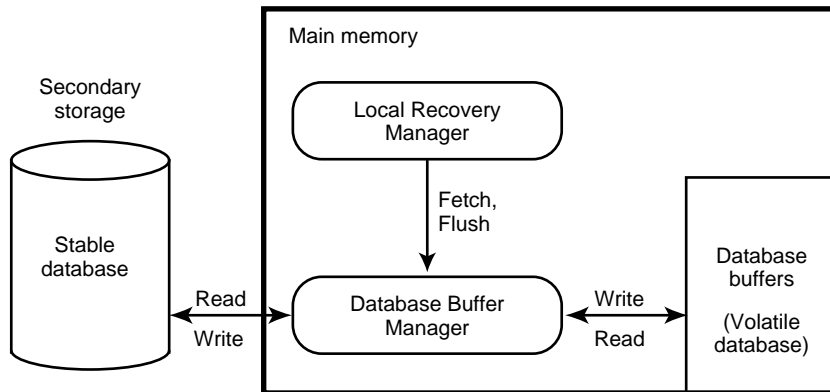 Main memory
Secondary
storage
Local Recovery
Manager
Fetch,
Flush
Stable
database
Database
buffers
(Volatile
database)
Read
Write
Database Buffer
Manager
Write
Read